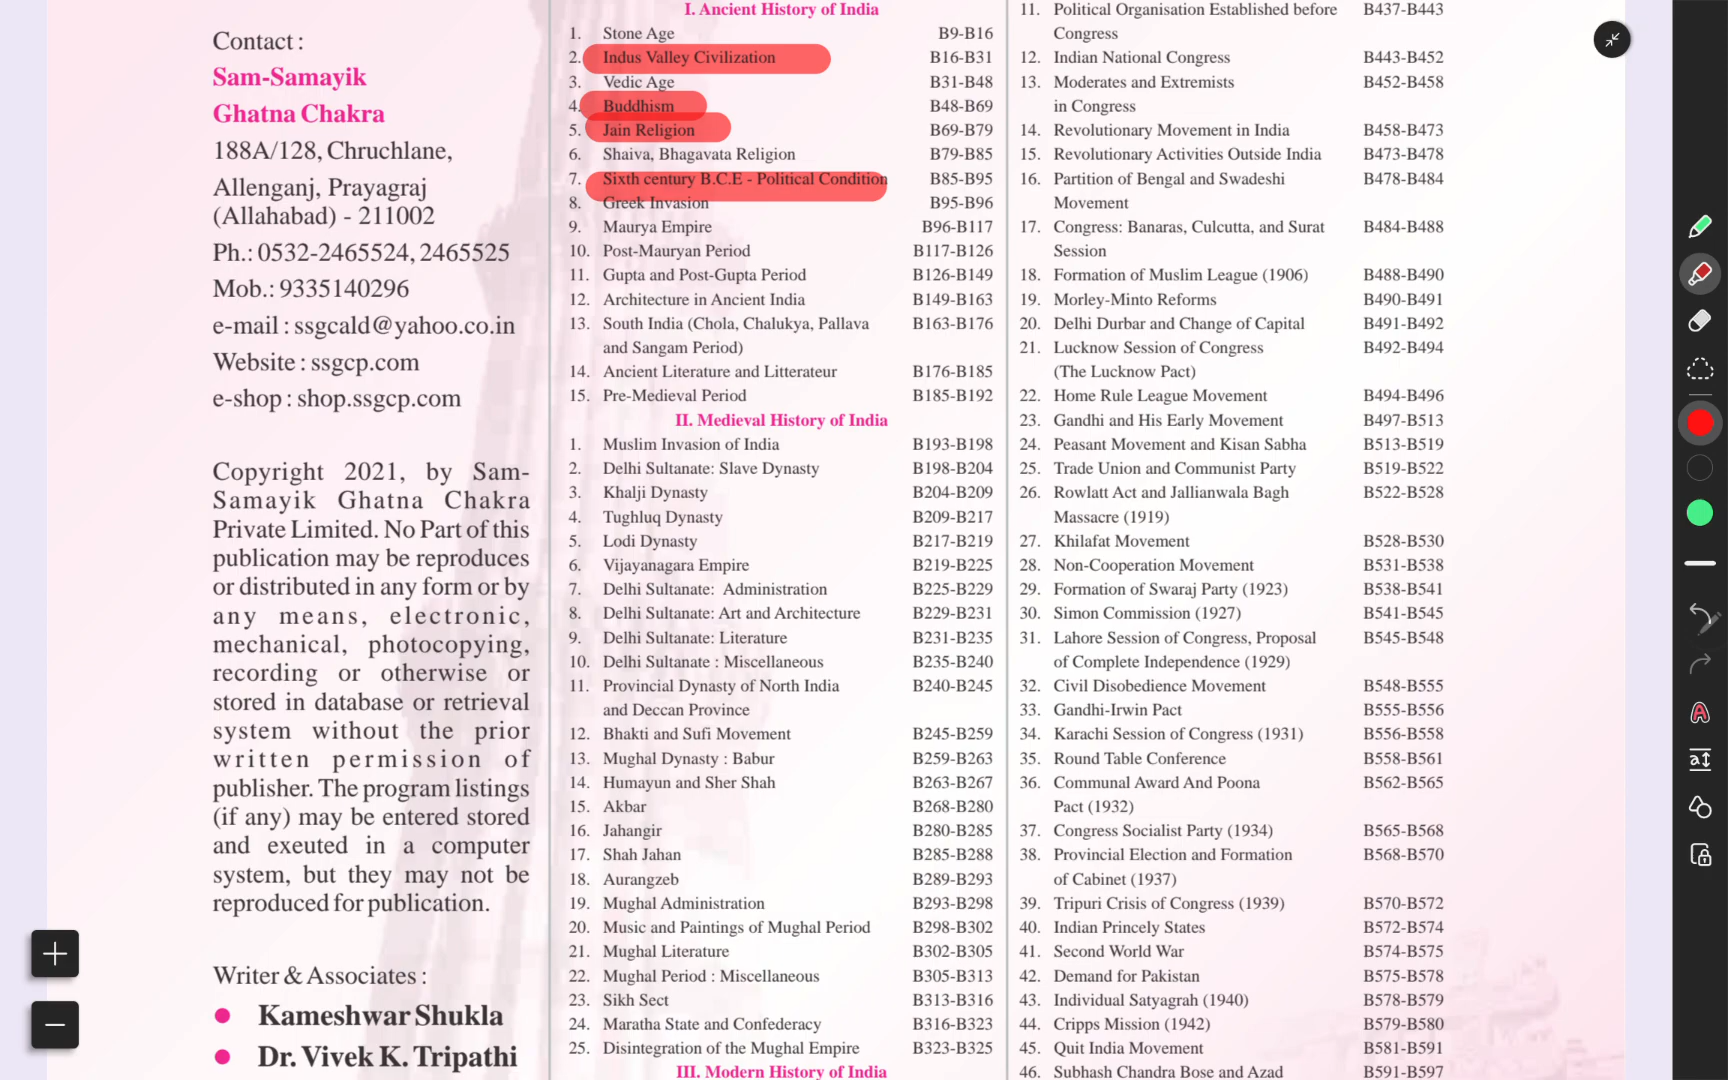 Contact :
Sam-Samayik
Ghatna Chakra
188A/128, Chruchlane,
Allenganj, Prayagraj
(Allahabad) - 211002
Ph.: 0532-2465524, 2465525
Mob.: 9335140296
e-mail : ssgcald@yahoo.co.in
Website : ssgcp.com
e-shop : shop.ssgcp.com
Copyright 2021, by Sam-
Samayik Ghatna Chakra
Private Limited. No Part of this
publication may be reproduces
or distributed in any form or by
any means, electronic,
mechanical, photocopying,
recording or otherwise or
stored in database or retrieval
system without the prior
written permission of
publisher. The program listings
(if any) may be entered stored
and exeuted in a computer
system, but they may not be
reproduced for publication.
Writer & Associates :
Kameshwar Shukla
Dr. Vivek K. Tripathi
I. Ancient History of India
1. Stone Age B9-B16
2. Indus Valley Civilization B16-B31
3. Vedic Age B31-B48
4. Buddhism B48-B69
5. Jain Religion B69-B79
6. Shaiva, Bhagavata Religion B79-B85
7. Sixth century B.C.E - Political Condition B85-B95
8. Greek Invasion B95-B96
9. Maurya Empire B96-B117
10. Post-Mauryan Period B117-B126
11. Gupta and Post-Gupta Period B126-B149
12. Architecture in Ancient India B149-B163
13. South India (Chola, Chalukya, Pallava B163-B176
and Sangam Period)
14. Ancient Literature and Litterateur B176-B185
15. Pre-Medieval Period B185-B192
II. Medieval History of India
1. Muslim Invasion of India B193-B198
2. Delhi Sultanate: Slave Dynasty B198-B204
3. Khalji Dynasty B204-B209
4. Tughluq Dynasty B209-B217
5. Lodi Dynasty B217-B219
6. Vijayanagara Empire B219-B225
7. Delhi Sultanate: Administration B225-B229
8. Delhi Sultanate: Art and Architecture B229-B231
9. Delhi Sultanate: Literature B231-B235
10. Delhi Sultanate : Miscellaneous B235-B240
11. Provincial Dynasty of North India B240-B245
and Deccan Province
12. Bhakti and Sufi Movement B245-B259
13. Mughal Dynasty : Babur B259-B263
14. Humayun and Sher Shah B263-B267
15. Akbar B268-B280
16. Jahangir B280-B285
17. Shah Jahan B285-B288
18. Aurangzeb B289-B293
19. Mughal Administration B293-B298
20. Music and Paintings of Mughal Period B298-B302
21. Mughal Literature B302-B305
22. Mughal Period : Miscellaneous B305-B313
23. Sikh Sect B313-B316
24. Maratha State and Confederacy B316-B323
25. Disintegration of the Mughal Empire B323-B325
III. Modern History of India
11. Political Organisation Established before B437-B443
Congress
12. Indian National Congress B443-B452
13. Moderates and Extremists B452-B458
in Congress
14. Revolutionary Movement in India B458-B473
15. Revolutionary Activities Outside India B473-B478
16. Partition of Bengal and Swadeshi B478-B484
Movement
17. Congress: Banaras, Culcutta, and Surat B484-B488
Session
18. Formation of Muslim League (1906) B488-B490
19. Morley-Minto Reforms B490-B491
20. Delhi Durbar and Change of Capital B491-B492
21. Lucknow Session of Congress B492-B494
(The Lucknow Pact)
22. Home Rule League Movement B494-B496
23. Gandhi and His Early Movement B497-B513
24. Peasant Movement and Kisan Sabha B513-B519
25. Trade Union and Communist Party B519-B522
26. Rowlatt Act and Jallianwala Bagh B522-B528
Massacre (1919)
27. Khilafat Movement B528-B530
28. Non-Cooperation Movement B531-B538
29. Formation of Swaraj Party (1923) B538-B541
30. Simon Commission (1927) B541-B545
31. Lahore Session of Congress, Proposal B545-B548
of Complete Independence (1929)
32. Civil Disobedience Movement B548-B555
33. Gandhi-Irwin Pact B555-B556
34. Karachi Session of Congress (1931) B556-B558
35. Round Table Conference B558-B561
36. Communal Award And Poona B562-B565
Pact (1932)
37. Congress Socialist Party (1934) B565-B568
38. Provincial Election and Formation B568-B570
of Cabinet (1937)
39. Tripuri Crisis of Congress (1939) B570-B572
40. Indian Princely States B572-B574
41. Second World War B574-B575
42. Demand for Pakistan B575-B578
43. Individual Satyagrah (1940) B578-B579
44. Cripps Mission (1942) B579-B580
45. Quit India Movement B581-B591
46. Subhash Chandra Bose and Azad B591-B597